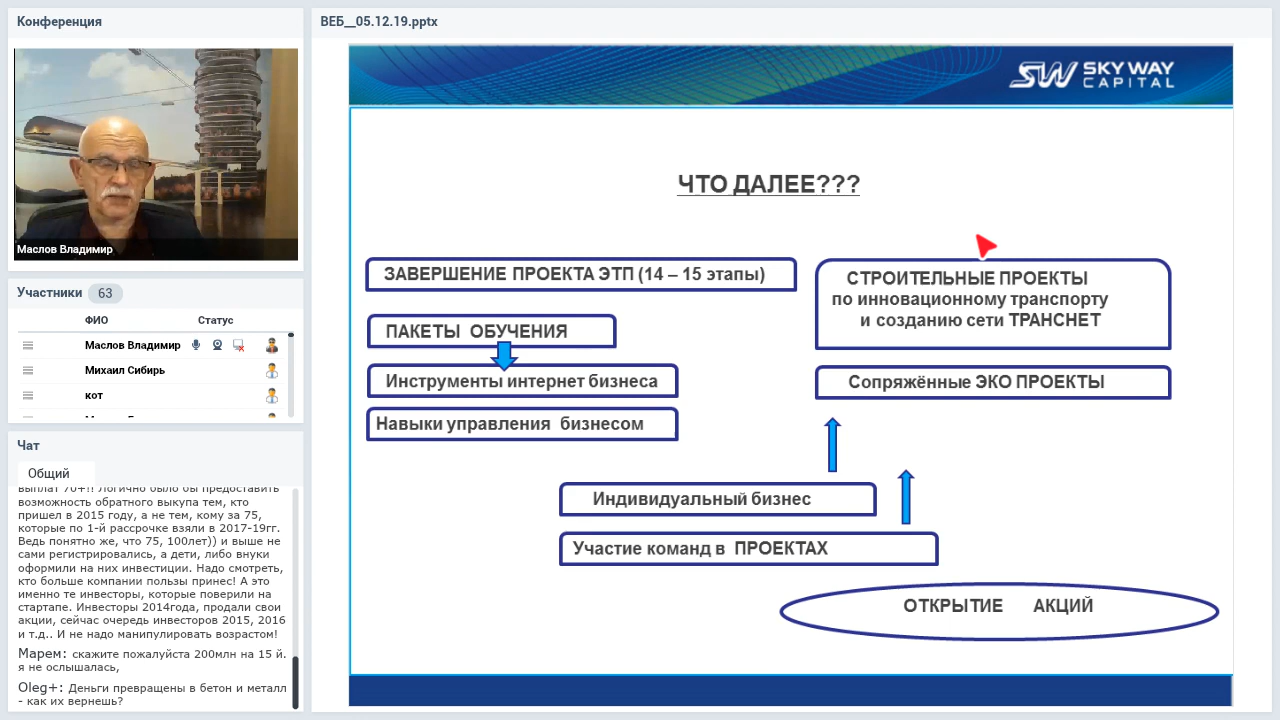 Конференция
Маслов Владимир
Участники 63
ФИО Статус
Маслов Владимир
Михаил Сибирь
кот
Чат
Общий
выплат 70+!! Логично было бы предоставить
возможность обратного выкупа тем, кто
пришел в 2015 году, а не тем, кому за 75,
которые по 1-й рассрочке взяли в 2017-19гг.
Ведь понятно же, что 75, 100лет)) и выше не
сами регистрировались, а дети, либо внуки
оформили на них инвестиции. Надо смотреть,
кто больше компании пользы принес! А это
именно те инвесторы, которые поверили на
стартапе. Инвесторы 2014года, продали свои
акции, сейчас очередь инвесторов 2015, 2016
и т.д.. И не надо манипулировать возрастом!
Марем: скажите пожалуйста 200млн на 15 й.
я не ослышалась,
Oleg+: Деньги превращены в бетон и металл
- как их вернешь?
ВЕБ__05.12.19.pptx
SW SKY WAY
CAPITAL
ЧТО ДАЛЕЕ???
ЗАВЕРШЕНИЕ ПРОЕКТА ЭТП (14 – 15 этапы)
ПАКЕТЫ ОБУЧЕНИЯ
Инструменты интернет бизнеса
Навыки управления бизнесом
СТРОИТЕЛЬНЫЕ ПРОЕКТЫ
по инновационному транспорту
и созданию сети ТРАНСНЕТ
Сопряжённые ЭКО ПРОЕКТЫ
Индивидуальный бизнес
Участие команд в ПРОЕКТАХ
ОТКРЫТИЕ АКЦИЙ